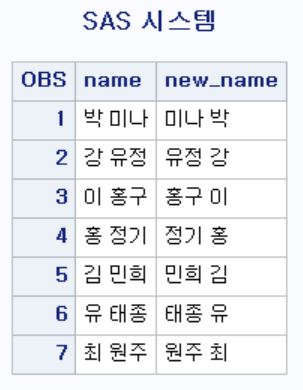 SAS 시스템
OBS name new_name
1 박 미나 미나 박
2 강 유정 유정 강
3 이 홍구 홍구 이
4 홍 정기 정기 홍
5 김 민희 민희 김
6 유 태종 태종 유
7 최 원주 원주 최